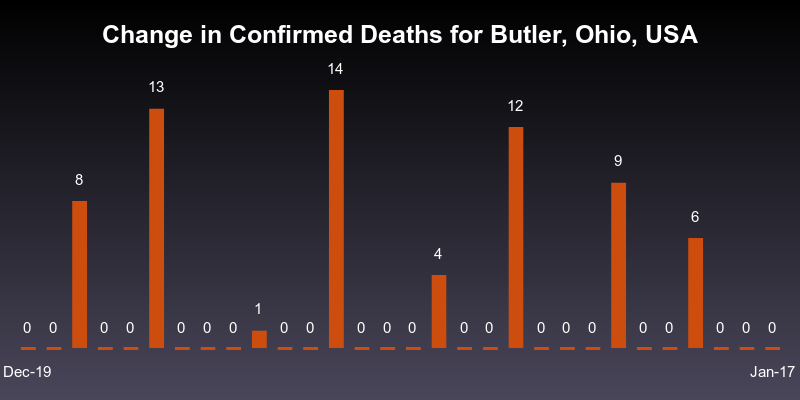 Change in Confirmed Deaths for Butler, Ohio, USA
0 0 8 0 0 13 0 0 0 1 0 0 14 0 0 0 4 0 0 12 0 0 0 9 0 0 6 0 0 0
Dec-19 Jan-17